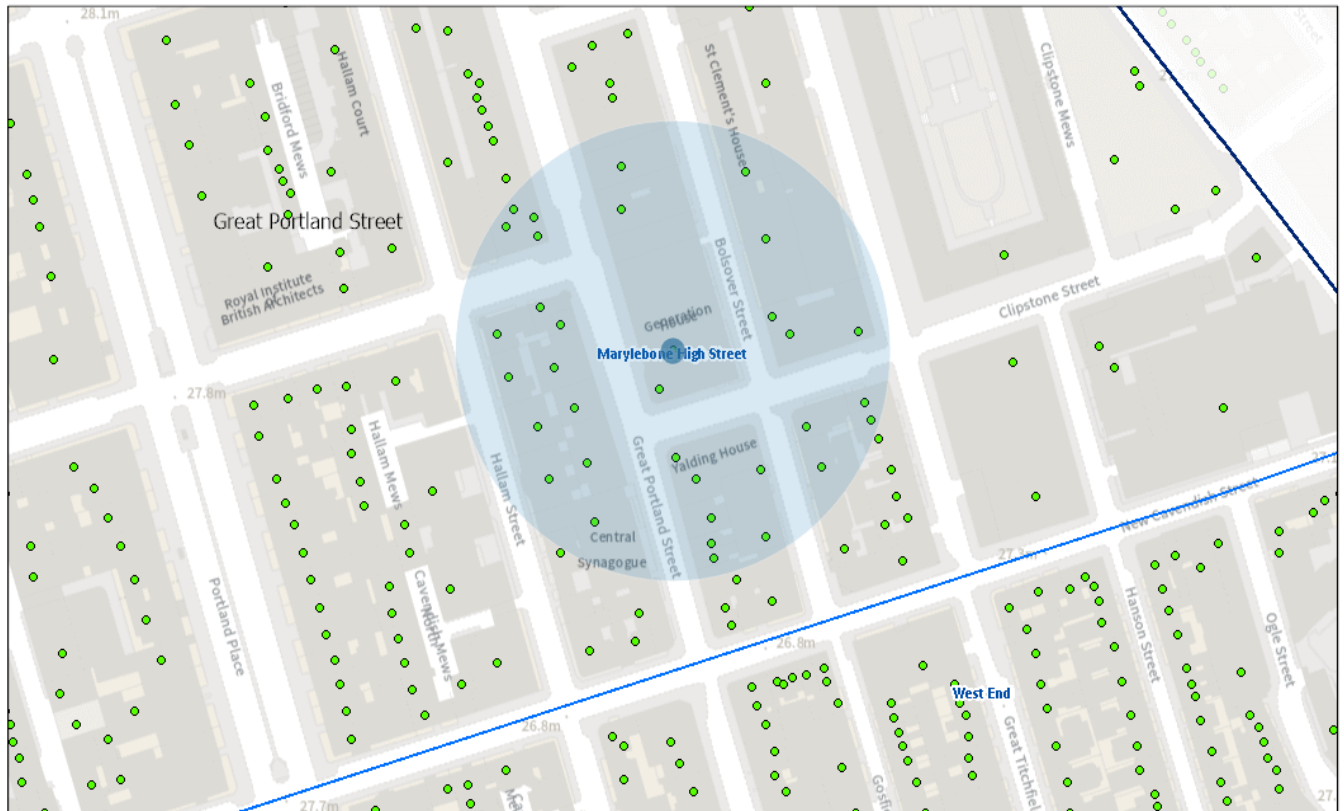 28.1m
Street
St Clement's House
Clipstone Mews
Hallam Court
Bridford Mews
Great Portland Street
Royal Institute
Of
British Architects
Bolsover Street
Clipstone Street
Generation
House
Marylebone High Street
27.8m
Hallam Mews
Hallam Street
Great Portland Street
Yalding House
New Cavendish Street
Central
Synagogue
27.3m
Portland Place
Cavendish Mews
North
Hanson Street
Ogle Street
26.8m
West End
26.8m
Great Titchfield
27.7m